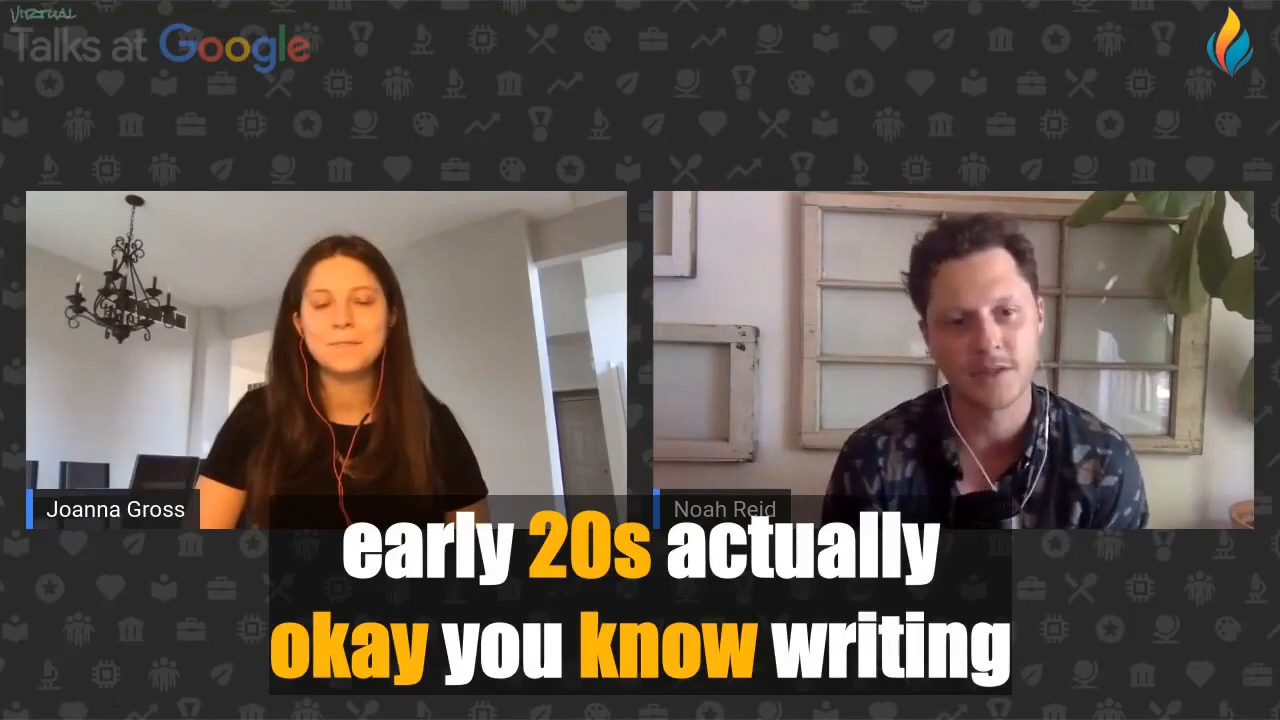 VIRTUAL
Talks at Google
Joanna Gross
Noah Reid
early 20s actually
okay you know writing